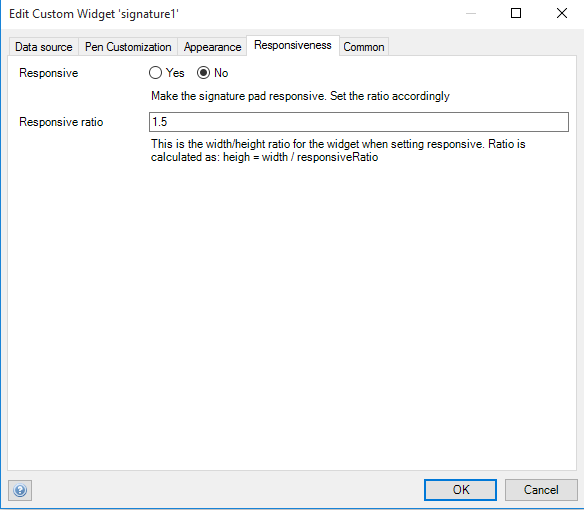 Edit Custom Widget 'signature1'
Data source Pen Customization Appearance Responsiveness Common
Responsive Yes No
Make the signature pad responsive. Set the ratio accordingly
Responsive ratio 1.5
This is the width/height ratio for the widget when setting responsive. Ratio is
calculated as: heigh = width / responsiveRatio
? OK Cancel